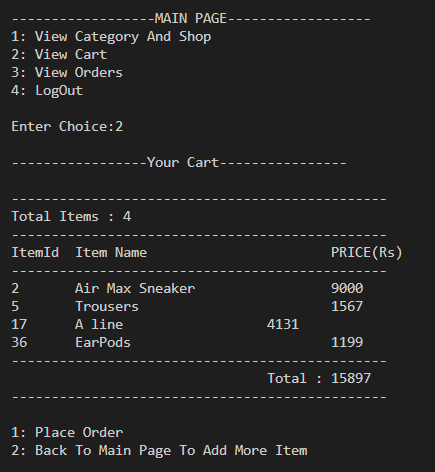 ------------------MAIN PAGE------------------
1: View Category And Shop
2: View Cart
3: View Orders
4: LogOut
Enter Choice:2
-----------------Your Cart----------------
-----------------------------------------------
Total Items : 4
-----------------------------------------------
ItemId  Item Name                       PRICE(Rs)
-----------------------------------------------
2       Air Max Sneaker                 9000
5       Trousers                        1567
17      A line                  4131
36      EarPods                         1199
-----------------------------------------------
                                Total : 15897
-----------------------------------------------
1: Place Order
2: Back To Main Page To Add More Item